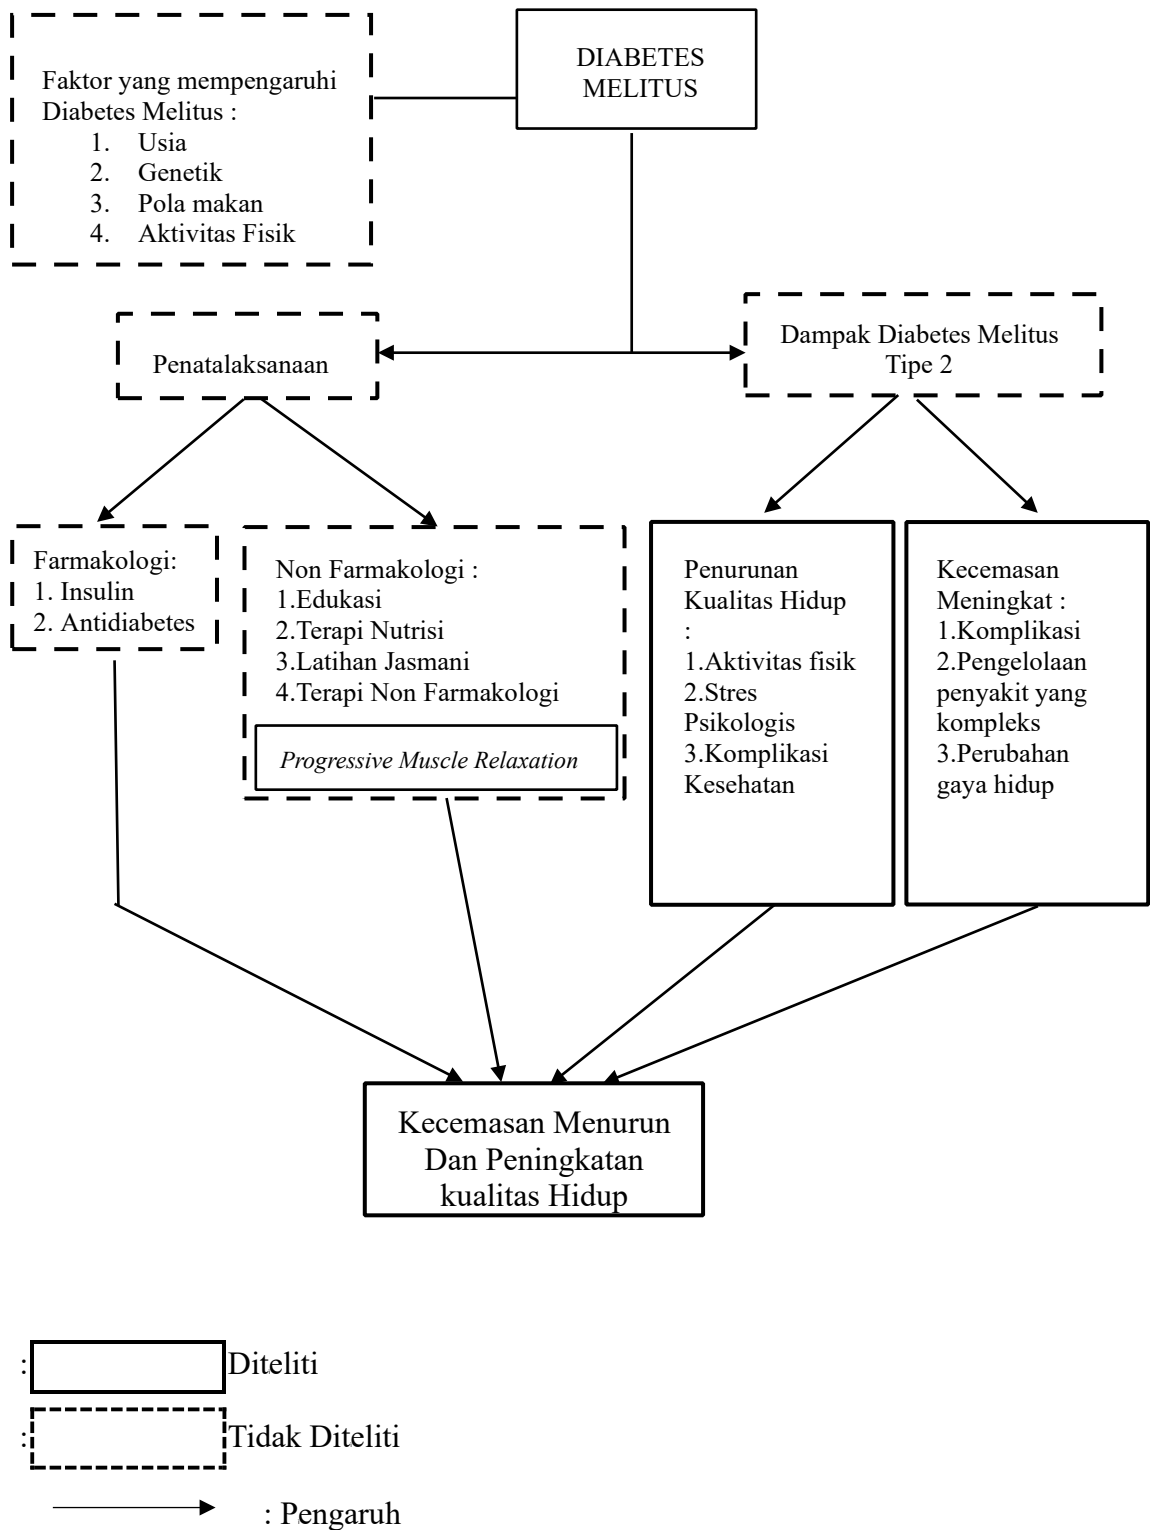 DIABETES
MELITUS
Faktor yang mempengaruhi
Diabetes Melitus :
1. Usia
2. Genetik
3. Pola makan
4. Aktivitas Fisik
Penatalaksanaan
Dampak Diabetes Melitus
Tipe 2
Farmakologi:
1. Insulin
2. Antidiabetes
Non Farmakologi :
1.Edukasi
2.Terapi Nutrisi
3.Latihan Jasmani
4.Terapi Non Farmakologi
Progressive Muscle Relaxation
Penurunan
Kualitas Hidup
:
1.Aktivitas fisik
2.Stres
Psikologis
3.Komplikasi
Kesehatan
Kecemasan
Meningkat :
1.Komplikasi
2.Pengelolaan
penyakit yang
kompleks
3.Perubahan
gaya hidup
Kecemasan Menurun
Dan Peningkatan
kualitas Hidup
: Diteliti
: Tidak Diteliti
: Pengaruh